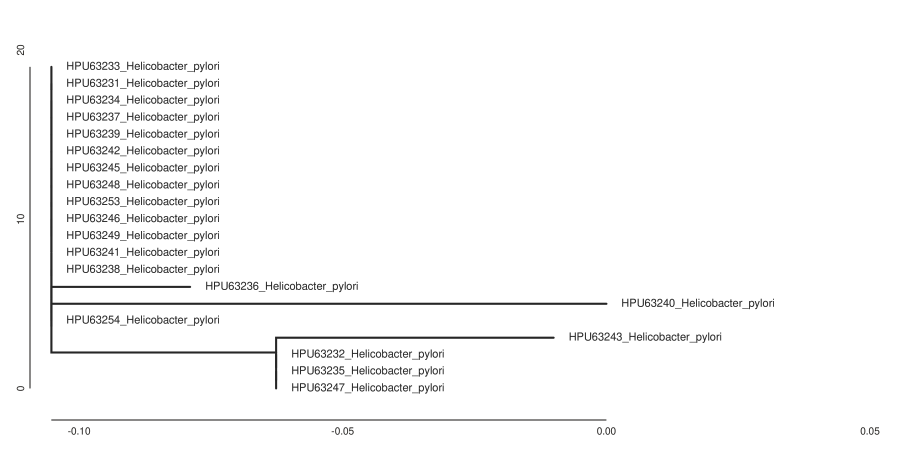 20
HPU63233_Helicobacter_pylori
HPU63231_Helicobacter_pylori
HPU63234_Helicobacter_pylori
HPU63237_Helicobacter_pylori
HPU63239_Helicobacter_pylori
HPU63242_Helicobacter_pylori
HPU63245_Helicobacter_pylori
HPU63248_Helicobacter_pylori
HPU63253_Helicobacter_pylori
10
HPU63246_Helicobacter_pylori
HPU63249_Helicobacter_pylori
HPU63241_Helicobacter_pylori
HPU63238_Helicobacter_pylori
HPU63236_Helicobacter_pylori
HPU63240_Helicobacter_pylori
HPU63254_Helicobacter_pylori
HPU63243_Helicobacter_pylori
HPU63232_Helicobacter_pylori
HPU63235_Helicobacter_pylori
0
HPU63247_Helicobacter_pylori
-0.10 -0.05 0.00 0.05